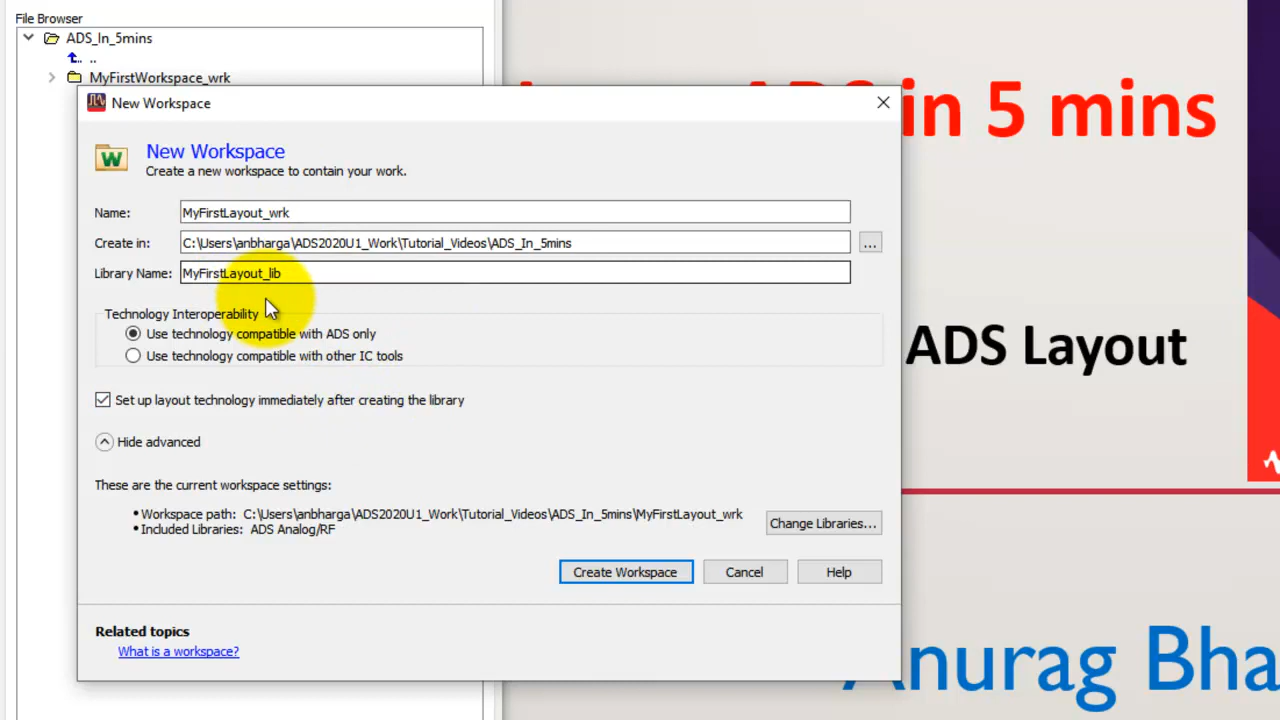 File Browser
ADS_In_5mins
..
MyFirstWorkspace_wrk
in 5 mins
New Workspace
New Workspace
Create a new workspace to contain your work.
Name: MyFirstLayout_wrk
Create in: C:\Users\anbharga\ADS2020U1_Work\Tutorial_Videos\ADS_In_5mins ...
Library Name: MyFirstLayout_lib
Technology Interoperability
Use technology compatible with ADS only
Use technology compatible with other IC tools
ADS Layout
Set up layout technology immediately after creating the library
Hide advanced
These are the current workspace settings:
•Workspace path: C:\Users\anbharga\ADS2020U1_Work\Tutorial_Videos\ADS_In_5mins\MyFirstLayout_wrk
•Included Libraries: ADS Analog/RF
Change Libraries...
Create Workspace Cancel Help
Related topics
What is a workspace?
Anurag Bha